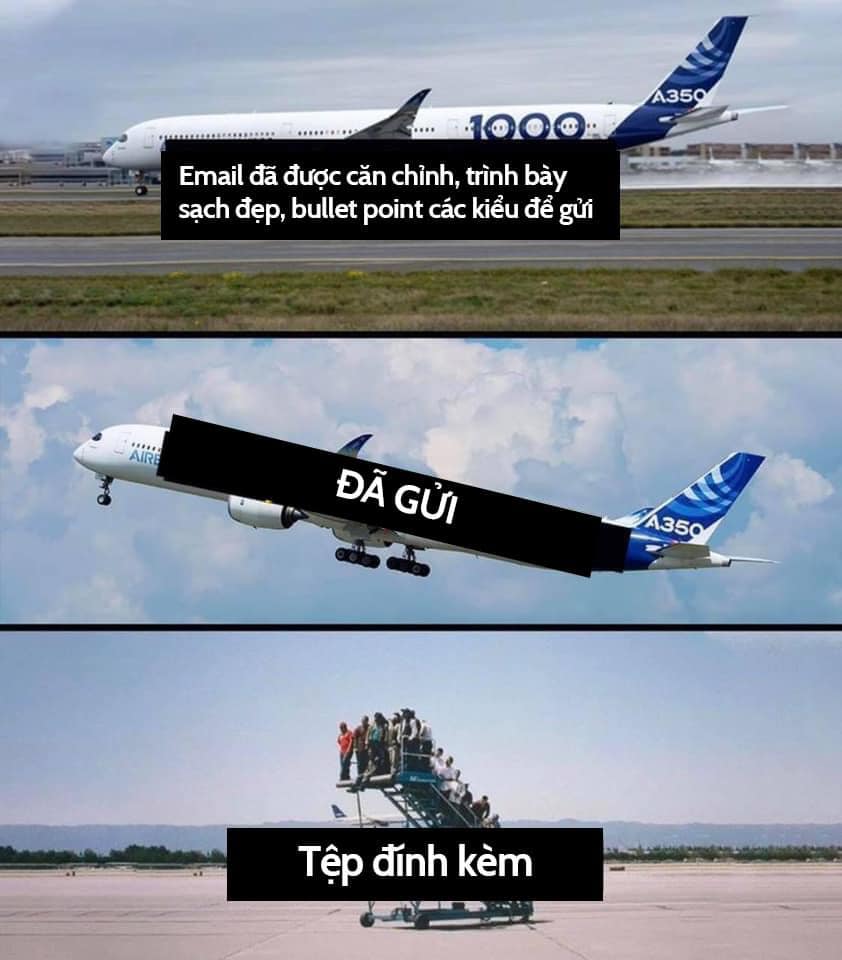 A350
1000
Email đã được căn chỉnh, trình bày
sạch đẹp, bullet point các kiểu để gửi
AIRB
ĐÃ GỬI
A350
Tệp đính kèm